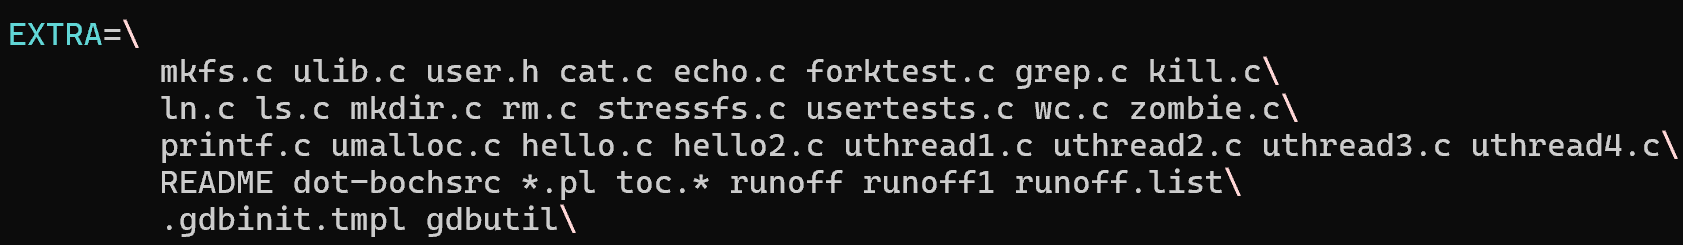 EXTRA=\
mkfs.c ulib.c user.h cat.c echo.c forktest.c grep.c kill.c\
ln.c ls.c mkdir.c rm.c stressfs.c usertests.c wc.c zombie.c\
printf.c umalloc.c hello.c hello2.c uthread1.c uthread2.c uthread3.c uthread4.c\
README dot-bochsrc *.pl toc.* runoff runoff1 runoff.list\
.gdbinit.tmpl gdbutil\